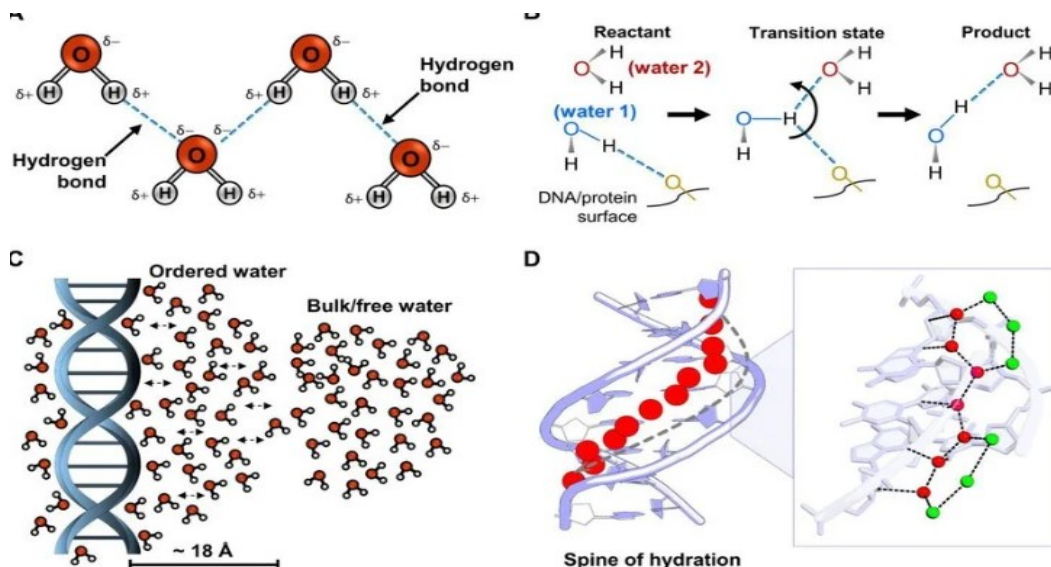 A
δ−
O
H
H
δ+
δ+
Hydrogen
bond
δ−
δ−
O
H
H
δ+
δ+
δ−
O
H
H
δ+
δ+
Hydrogen
bond
δ−
O
H
H
δ+
δ+
B
Reactant
Transition state
Product
O
H
H
(water 2)
(water 1)
O
H
H
O
DNA/protein
surface
O
H
H
O
H
H
O
O
H
H
H
O
H
O
C
Ordered water
Bulk/free water
~ 18 Å
D
Spine of hydration